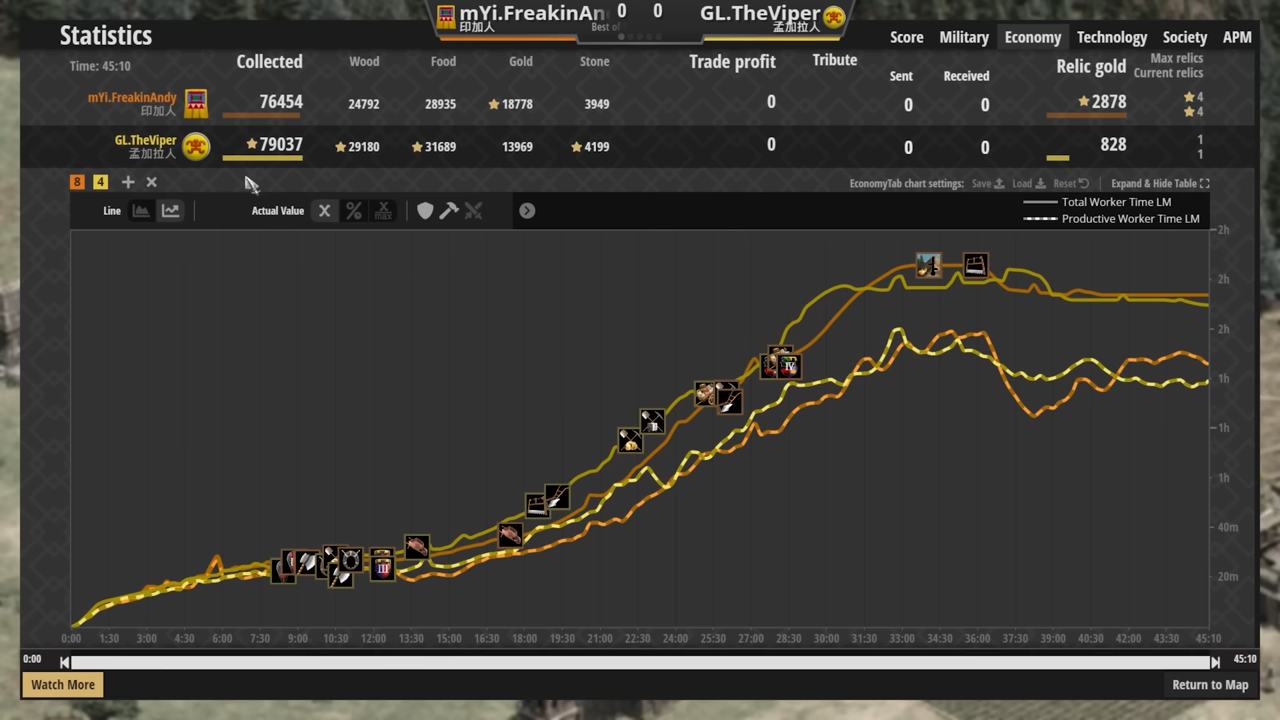 mYi.FreakinAn 0 0 GL.TheViper
印加人 Best of 孟加拉人
Statistics Score Military Economy Technology Society APM
Time: 45:10 Collected Wood Food Gold Stone Trade profit Tribute Sent Received Relic gold Max relics
Current relics
mYi.FreakinAndy 76454 24792 28935 18778 3949 0 0 0 2878 4
印加人 4
GL.TheViper 79037 29180 31689 13969 4199 0 0 0 828 1
孟加拉人 1
8 4 EconomyTab chart settings: Save Load Reset Expand & Hide Table
Line Actual Value X % X/max Total Worker Time LM
Productive Worker Time LM
2h
2h
2h
1h
1h
1h
40m
20m
III
IV
0:00 1:30 3:00 4:30 6:00 7:30 9:00 10:30 12:00 13:30 15:00 16:30 18:00 19:30 21:00 22:30 24:00 25:30 27:00 28:30 30:00 31:30 33:00 34:30 36:00 37:30 39:00 40:30 42:00 43:30 45:10
0:00 45:10
Watch More Return to Map